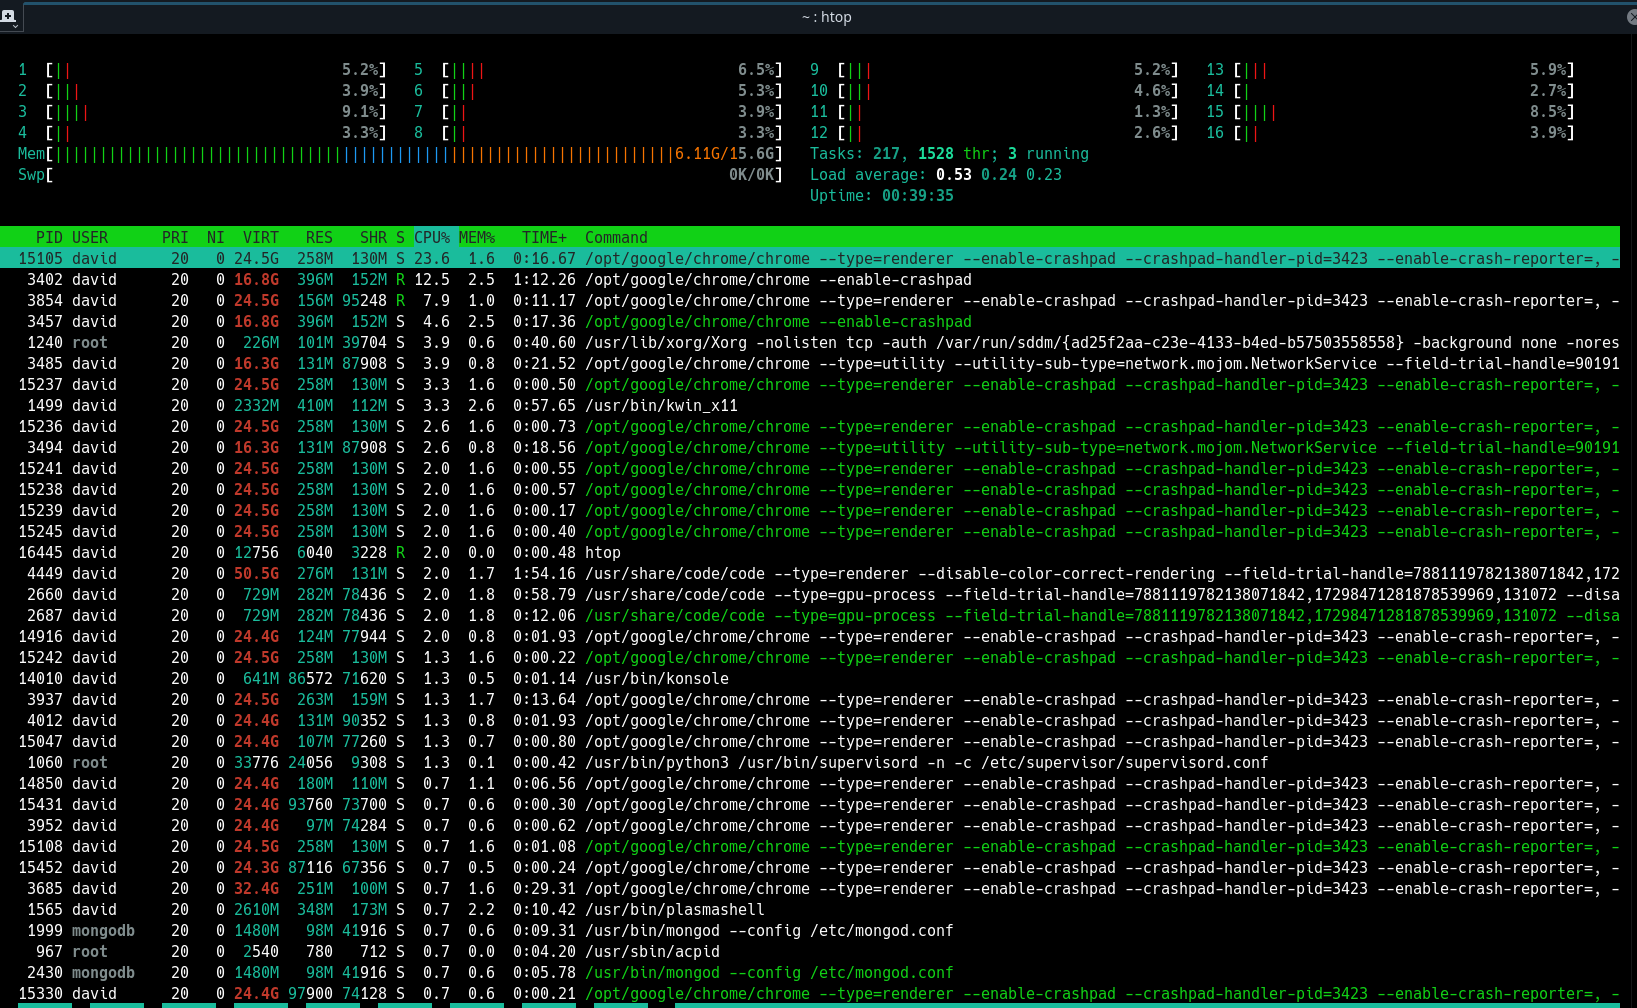 ~ : htop
1 [|| 5.2%] 5 [|||| 6.5%] 9 [||| 5.2%] 13 [||| 5.9%]
2 [||| 3.9%] 6 [||| 5.3%] 10 [||| 4.6%] 14 [| 2.7%]
3 [|||| 9.1%] 7 [|| 3.9%] 11 [|| 1.3%] 15 [|||| 8.5%]
4 [|| 3.3%] 8 [|| 3.3%] 12 [|| 2.6%] 16 [|| 3.9%]
Mem[||||||||||||||||||||||||||||||||||||||||||||||||||||||||||||||||||||6.11G/15.6G] Tasks: 217, 1528 thr; 3 running
Swp[ 0K/0K] Load average: 0.53 0.24 0.23
Uptime: 00:39:35
PID USER PRI NI VIRT RES SHR S CPU% MEM% TIME+ Command
15105 david 20 0 24.5G 258M 130M S 23.6 1.6 0:16.67 /opt/google/chrome/chrome --type=renderer --enable-crashpad --crashpad-handler-pid=3423 --enable-crash-reporter=, -
3402 david 20 0 16.8G 396M 152M R 12.5 2.5 1:12.26 /opt/google/chrome/chrome --enable-crashpad
3854 david 20 0 24.5G 156M 95248 R 7.9 1.0 0:11.17 /opt/google/chrome/chrome --type=renderer --enable-crashpad --crashpad-handler-pid=3423 --enable-crash-reporter=, -
3457 david 20 0 16.8G 396M 152M S 4.6 2.5 0:17.36 /opt/google/chrome/chrome --enable-crashpad
1240 root 20 0 226M 101M 39704 S 3.9 0.6 0:40.60 /usr/lib/xorg/Xorg -nolisten tcp -auth /var/run/sddm/{ad25f2aa-c23e-4133-b4ed-b57503558558} -background none -nores
3485 david 20 0 16.3G 131M 87908 S 3.9 0.8 0:21.52 /opt/google/chrome/chrome --type=utility --utility-sub-type=network.mojom.NetworkService --field-trial-handle=90191
15237 david 20 0 24.5G 258M 130M S 3.3 1.6 0:00.50 /opt/google/chrome/chrome --type=renderer --enable-crashpad --crashpad-handler-pid=3423 --enable-crash-reporter=, -
1499 david 20 0 2332M 410M 112M S 3.3 2.6 0:57.65 /usr/bin/kwin_x11
15236 david 20 0 24.5G 258M 130M S 2.6 1.6 0:00.73 /opt/google/chrome/chrome --type=renderer --enable-crashpad --crashpad-handler-pid=3423 --enable-crash-reporter=, -
3494 david 20 0 16.3G 131M 87908 S 2.6 0.8 0:18.56 /opt/google/chrome/chrome --type=utility --utility-sub-type=network.mojom.NetworkService --field-trial-handle=90191
15241 david 20 0 24.5G 258M 130M S 2.0 1.6 0:00.55 /opt/google/chrome/chrome --type=renderer --enable-crashpad --crashpad-handler-pid=3423 --enable-crash-reporter=, -
15238 david 20 0 24.5G 258M 130M S 2.0 1.6 0:00.57 /opt/google/chrome/chrome --type=renderer --enable-crashpad --crashpad-handler-pid=3423 --enable-crash-reporter=, -
15239 david 20 0 24.5G 258M 130M S 2.0 1.6 0:00.17 /opt/google/chrome/chrome --type=renderer --enable-crashpad --crashpad-handler-pid=3423 --enable-crash-reporter=, -
15245 david 20 0 24.5G 258M 130M S 2.0 1.6 0:00.40 /opt/google/chrome/chrome --type=renderer --enable-crashpad --crashpad-handler-pid=3423 --enable-crash-reporter=, -
16445 david 20 0 12756 6040 3228 R 2.0 0.0 0:00.48 htop
4449 david 20 0 50.5G 276M 131M S 2.0 1.7 1:54.16 /usr/share/code/code --type=renderer --disable-color-correct-rendering --field-trial-handle=7881119782138071842,172
2660 david 20 0 729M 282M 78436 S 2.0 1.8 0:58.79 /usr/share/code/code --type=gpu-process --field-trial-handle=7881119782138071842,17298471281878539969,131072 --disa
2687 david 20 0 729M 282M 78436 S 2.0 1.8 0:12.06 /usr/share/code/code --type=gpu-process --field-trial-handle=7881119782138071842,17298471281878539969,131072 --disa
14916 david 20 0 24.4G 124M 77944 S 2.0 0.8 0:01.93 /opt/google/chrome/chrome --type=renderer --enable-crashpad --crashpad-handler-pid=3423 --enable-crash-reporter=, -
15242 david 20 0 24.5G 258M 130M S 1.3 1.6 0:00.22 /opt/google/chrome/chrome --type=renderer --enable-crashpad --crashpad-handler-pid=3423 --enable-crash-reporter=, -
14010 david 20 0 641M 86572 71620 S 1.3 0.5 0:01.14 /usr/bin/konsole
3937 david 20 0 24.5G 263M 159M S 1.3 1.7 0:13.64 /opt/google/chrome/chrome --type=renderer --enable-crashpad --crashpad-handler-pid=3423 --enable-crash-reporter=, -
4012 david 20 0 24.4G 131M 90352 S 1.3 0.8 0:01.93 /opt/google/chrome/chrome --type=renderer --enable-crashpad --crashpad-handler-pid=3423 --enable-crash-reporter=, -
15047 david 20 0 24.4G 107M 77260 S 1.3 0.7 0:00.80 /opt/google/chrome/chrome --type=renderer --enable-crashpad --crashpad-handler-pid=3423 --enable-crash-reporter=, -
1060 root 20 0 33776 24056 9308 S 1.3 0.1 0:00.42 /usr/bin/python3 /usr/bin/supervisord -n -c /etc/supervisor/supervisord.conf
14850 david 20 0 24.4G 180M 110M S 0.7 1.1 0:06.56 /opt/google/chrome/chrome --type=renderer --enable-crashpad --crashpad-handler-pid=3423 --enable-crash-reporter=, -
15431 david 20 0 24.4G 93760 73700 S 0.7 0.6 0:00.30 /opt/google/chrome/chrome --type=renderer --enable-crashpad --crashpad-handler-pid=3423 --enable-crash-reporter=, -
3952 david 20 0 24.4G 97M 74284 S 0.7 0.6 0:00.62 /opt/google/chrome/chrome --type=renderer --enable-crashpad --crashpad-handler-pid=3423 --enable-crash-reporter=, -
15108 david 20 0 24.5G 258M 130M S 0.7 1.6 0:01.08 /opt/google/chrome/chrome --type=renderer --enable-crashpad --crashpad-handler-pid=3423 --enable-crash-reporter=, -
15452 david 20 0 24.3G 87116 67356 S 0.7 0.5 0:00.24 /opt/google/chrome/chrome --type=renderer --enable-crashpad --crashpad-handler-pid=3423 --enable-crash-reporter=, -
3685 david 20 0 32.4G 251M 100M S 0.7 1.6 0:29.31 /opt/google/chrome/chrome --type=renderer --enable-crashpad --crashpad-handler-pid=3423 --enable-crash-reporter=, -
1565 david 20 0 2610M 348M 173M S 0.7 2.2 0:10.42 /usr/bin/plasmashell
1999 mongodb 20 0 1480M 98M 41916 S 0.7 0.6 0:09.31 /usr/bin/mongod --config /etc/mongod.conf
967 root 20 0 2540 780 712 S 0.7 0.0 0:04.20 /usr/sbin/acpid
2430 mongodb 20 0 1480M 98M 41916 S 0.7 0.6 0:05.78 /usr/bin/mongod --config /etc/mongod.conf
15330 david 20 0 24.4G 97900 74128 S 0.7 0.6 0:00.21 /opt/google/chrome/chrome --type=renderer --enable-crashpad --crashpad-handler-pid=3423 --enable-crash-reporter=, -